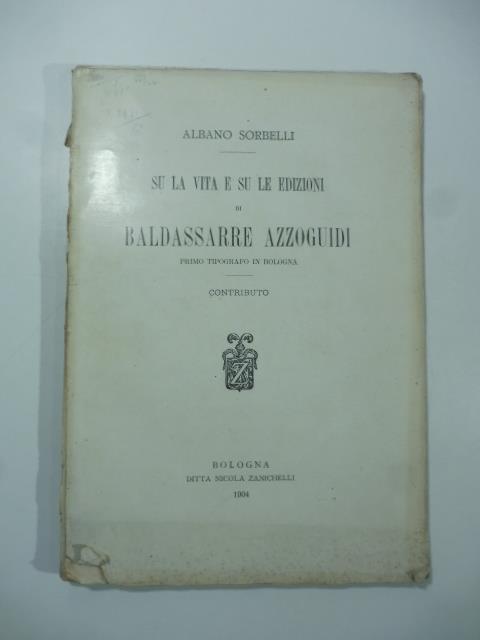 ALBANO SORBELLI
SU LA VITA E SU LE EDIZIONI
DI
BALDASSARRE AZZOGUIDI
PRIMO TIPOGRAFO IN BOLOGNA
CONTRIBUTO
Z
BOLOGNA
DITTA NICOLA ZANICHELLI
1904